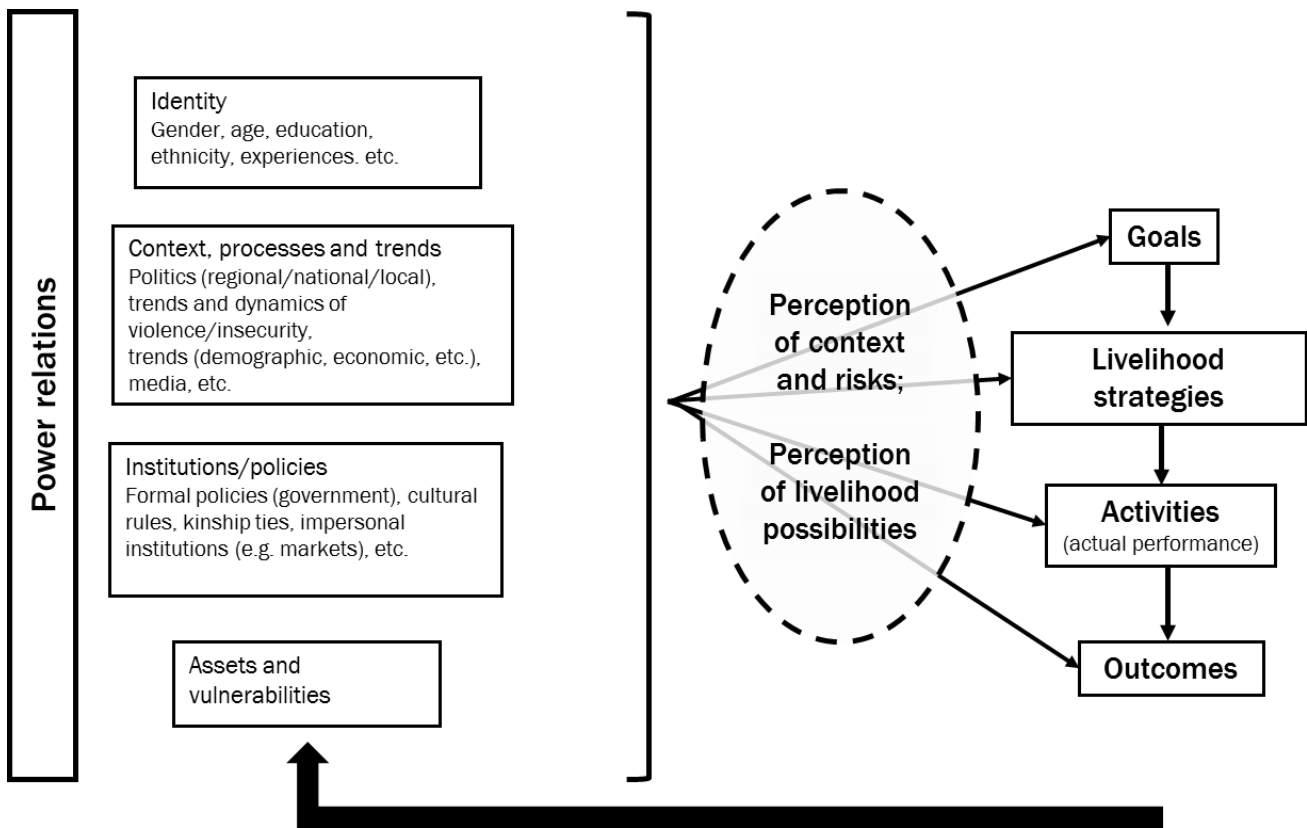 Power relations
Identity
Gender, age, education,
ethnicity, experiences. etc.
Context, processes and trends
Politics (regional/national/local),
trends and dynamics of
violence/insecurity,
trends (demographic, economic, etc.),
media, etc.
Institutions/policies
Formal policies (government), cultural
rules, kinship ties, impersonal
institutions (e.g. markets), etc.
Assets and
vulnerabilities
Perception
of context
and risks;
Perception
of livelihood
possibilities
Goals
Livelihood
strategies
Activities
(actual performance)
Outcomes